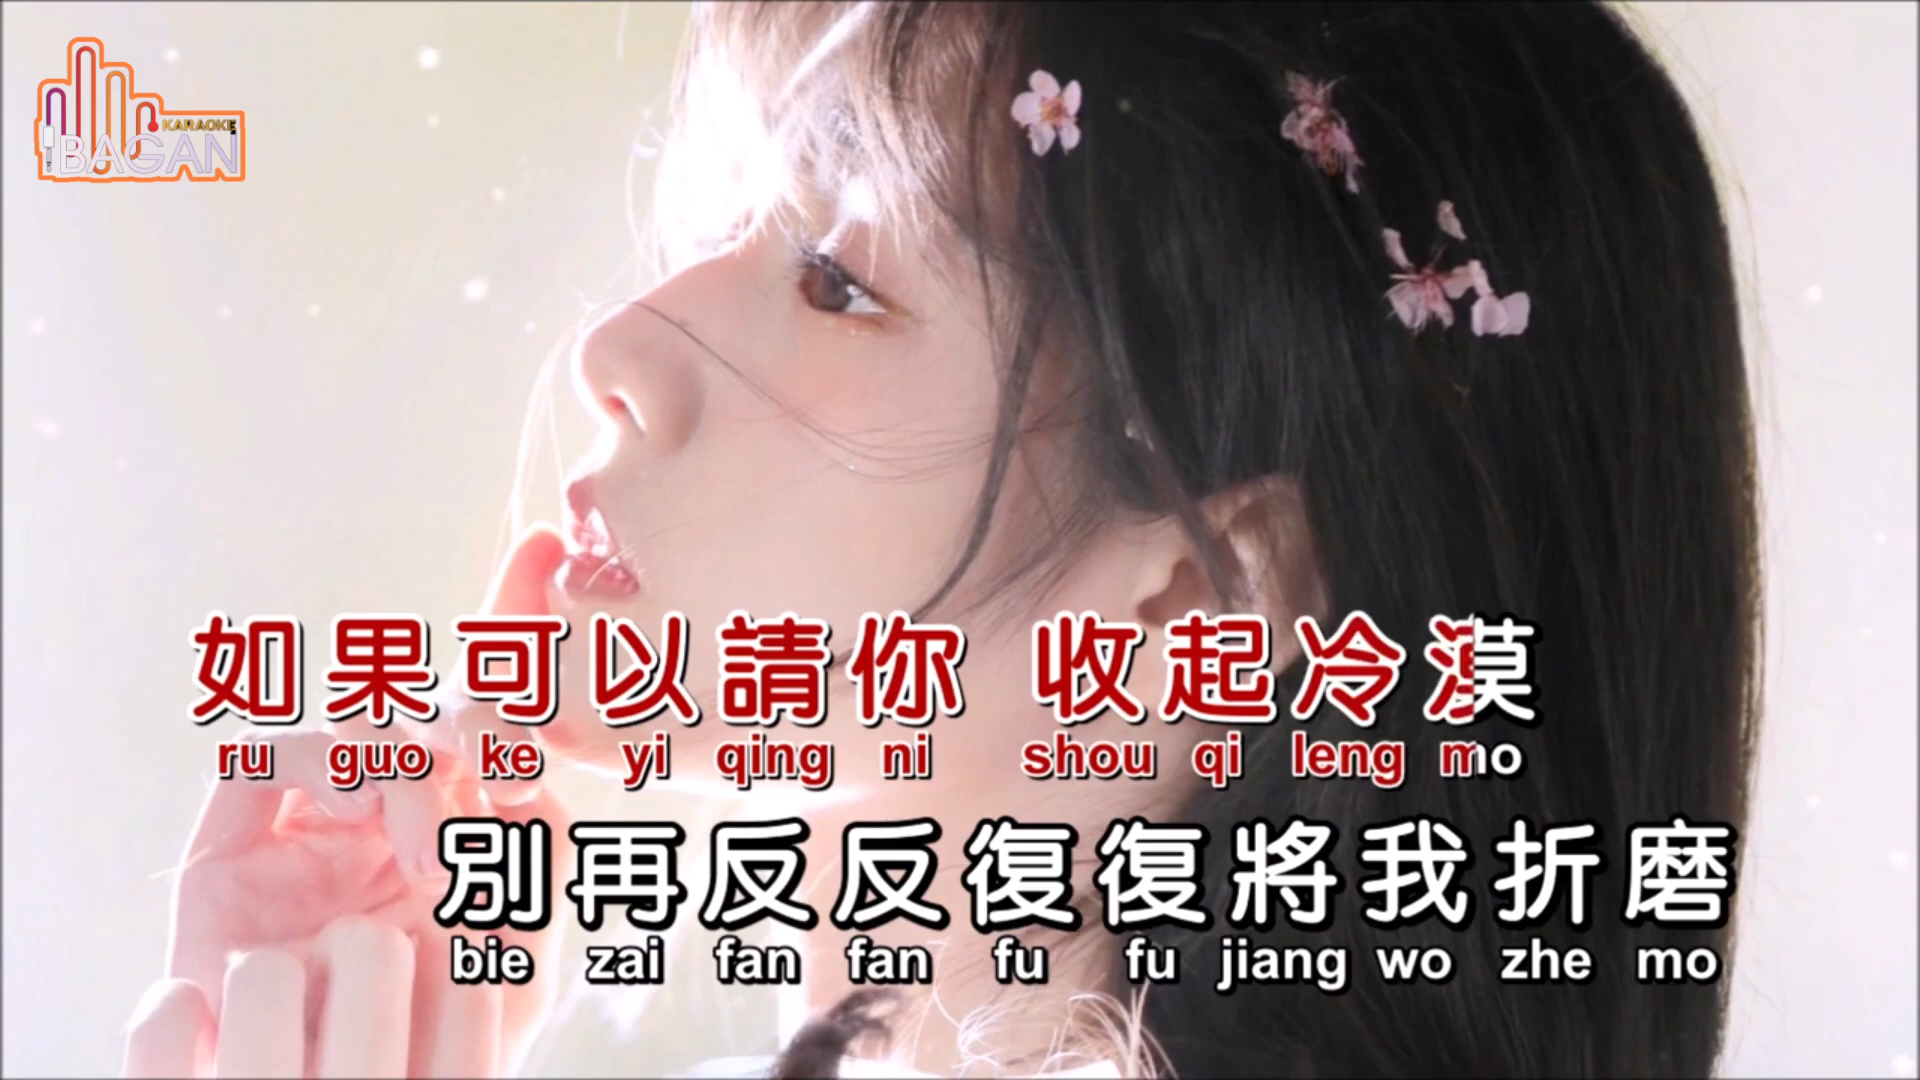 KARAOKE
BAGAN
如果可以請你 收起冷漠
ru guo ke yi qing ni shou qi leng mo
別再反反復復將我折磨
bie zai fan fan fu fu jiang wo zhe mo